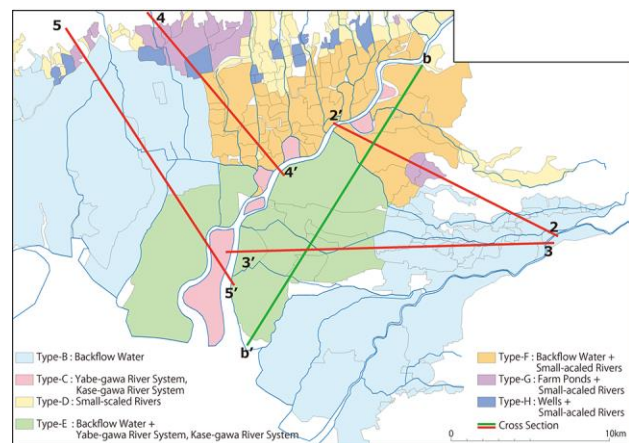 5
4
b
2'
4'
2
3
3'
5'
b'
Type-B : Backflow Water
Type-C : Yabe-gawa River System,
Kase-gawa River System
Type-D : Small-scaled Rivers
Type-E : Backflow Water +
Yabe-gawa River System, Kase-gawa River System
Type-F : Backflow Water +
Small-acaled Rivers
Type-G : Farm Ponds +
Small-acaled Rivers
Type-H : Wells +
Small-acaled Rivers
Cross Section
0 10km